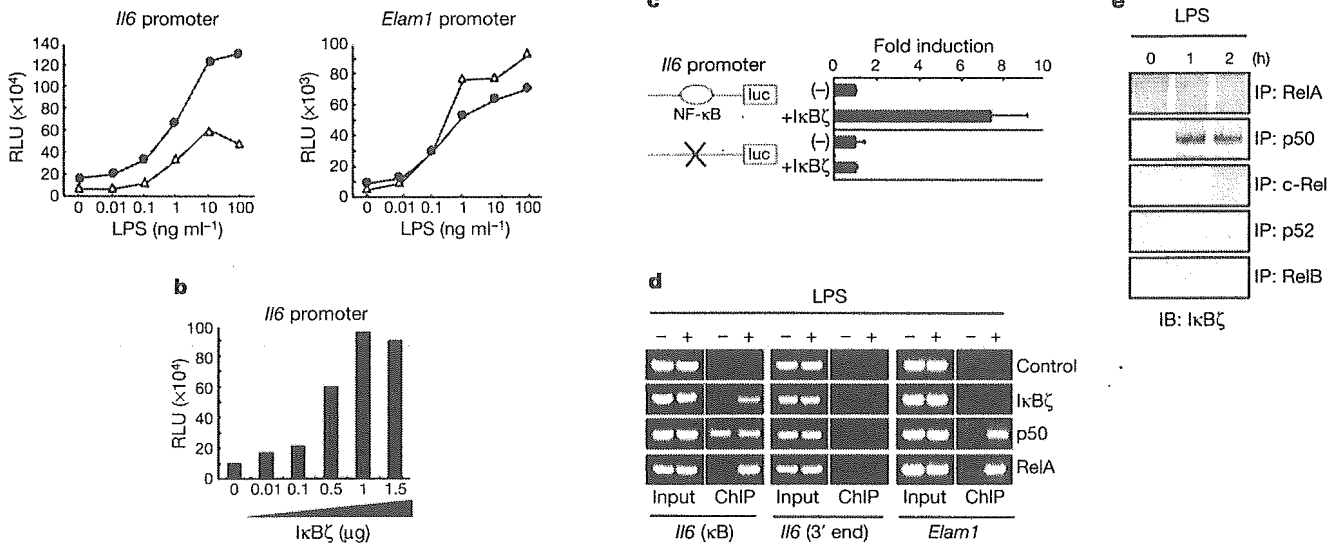 Il6 promoter
RLU (×10⁴)
140
120
100
80
60
40
20
0
0 0.01 0.1 1 10 100
LPS (ng ml⁻¹)
Elam1 promoter
RLU (×10³)
100
80
60
40
20
0
0 0.01 0.1 1 10 100
LPS (ng ml⁻¹)
b
Il6 promoter
RLU (×10⁴)
100
80
60
40
20
0
0 0.01 0.1 0.5 1 1.5
IκBζ (μg)
c
Fold induction
0 2 4 6 8 10
Il6 promoter
luc
NF-κB
(–)
+IκBζ
luc
(–)
+IκBζ
d
LPS
– + – + – + – + – + – +
Control
IκBζ
p50
RelA
Input ChIP Input ChIP Input ChIP
Il6 (κB) Il6 (3′ end) Elam1
e
LPS
0 1 2 (h)
IP: RelA
IP: p50
IP: c-Rel
IP: p52
IP: RelB
IB: IκBζ